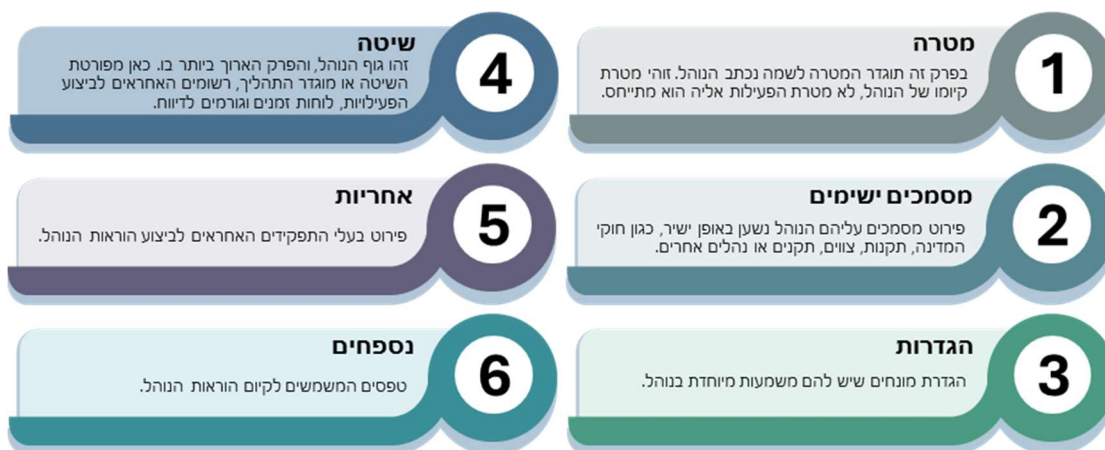 1
מטרה
בפרק זה תוגדר המטרה לשמה נכתב הנוהל. זוהי מטרת
קיומו של הנוהל, לא מטרת הפעילות אליה הוא מתייחס.
2
מסמכים ישימים
פירוט מסמכים עליהם הנוהל נשען באופן ישיר, כגון חוקי
המדינה, תקנות, צווים, תקנים או נהלים אחרים.
3
הגדרות
הגדרת מונחים שיש להם משמעות מיוחדת בנוהל.
4
שיטה
זהו גוף הנוהל, והפרק הארוך ביותר בו. כאן מפורטת
השיטה או מוגדר התהליך, רשומים האחראים לביצוע
הפעילויות, לוחות זמנים וגורמים לדיווח.
5
אחריות
פירוט בעלי התפקידים האחראים לביצוע הוראות הנוהל.
6
נספחים
טפסים המשמשים לקיום הוראות הנוהל.